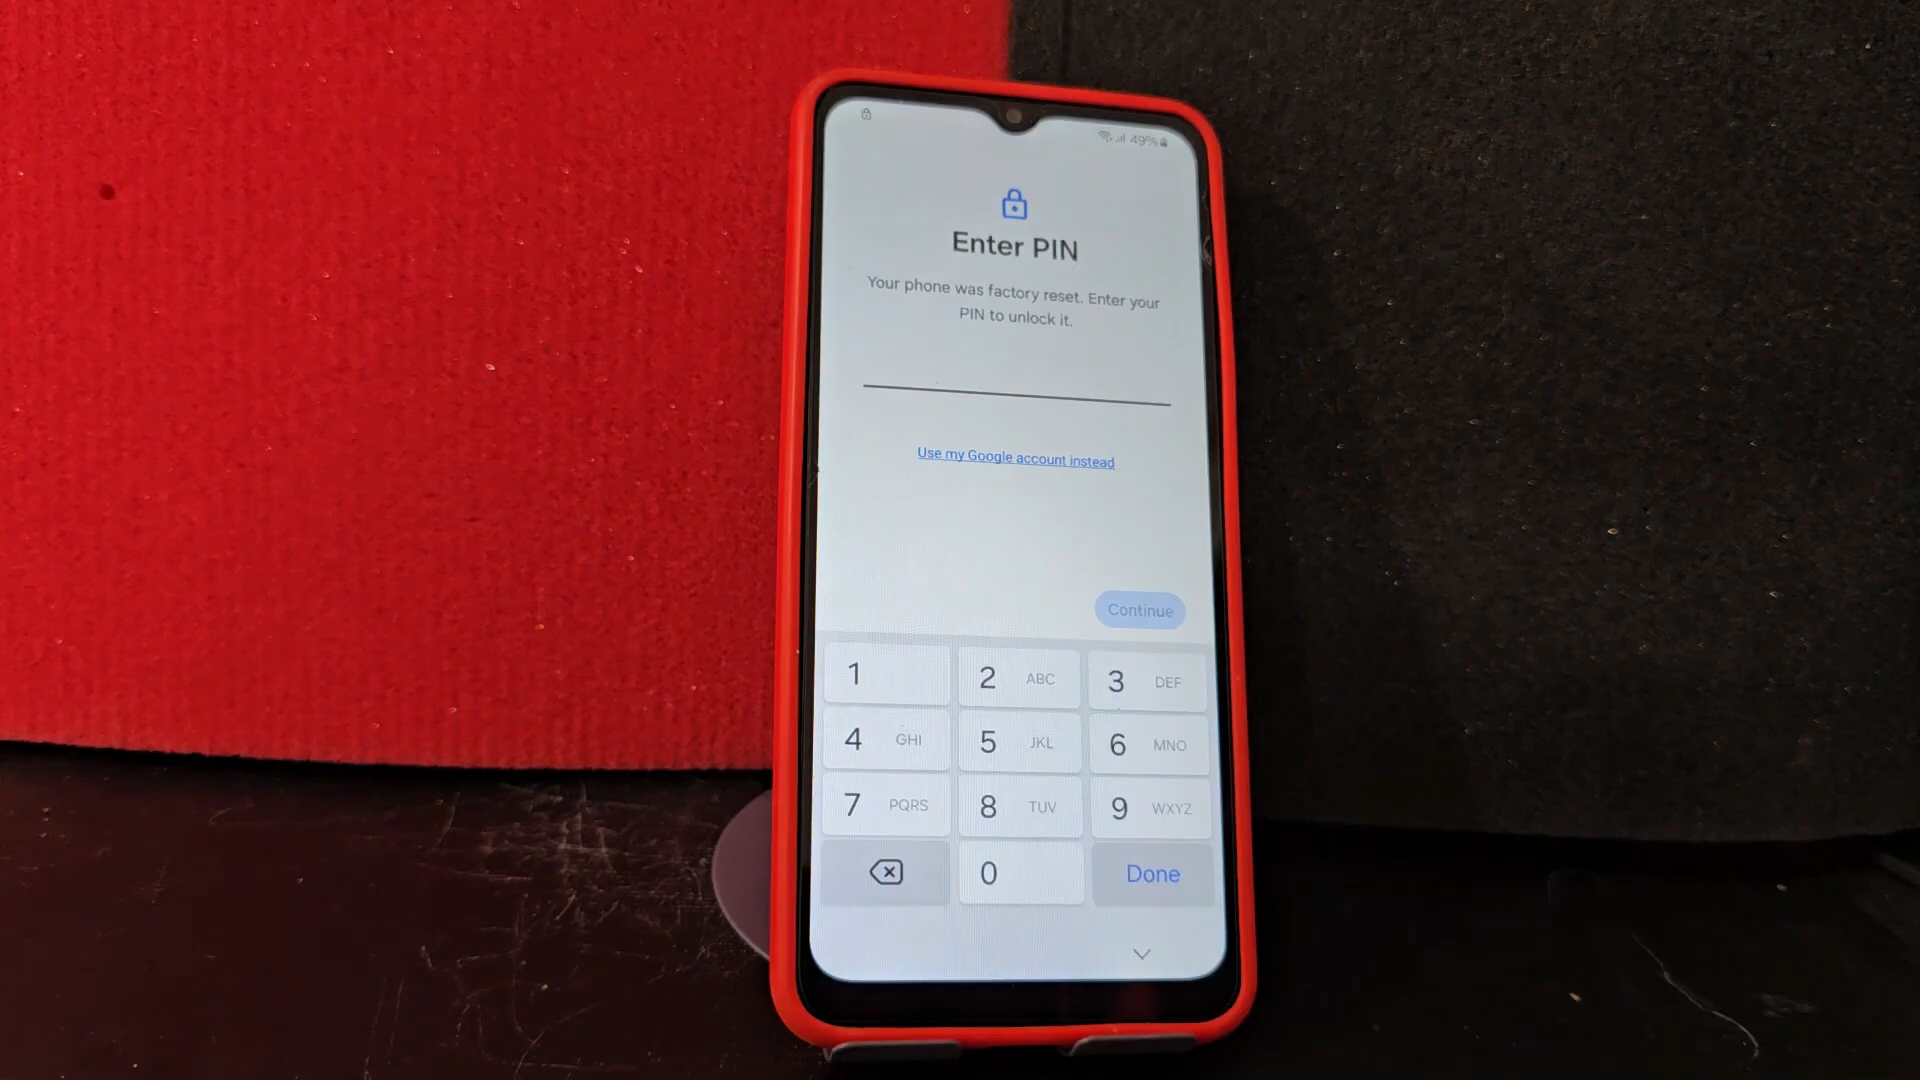 49%
Enter PIN
Your phone was factory reset. Enter your
PIN to unlock it.
Use my Google account instead
Continue
1
2 ABC
3 DEF
4 GHI
5 JKL
6 MNO
7 PQRS
8 TUV
9 WXYZ
0
Done